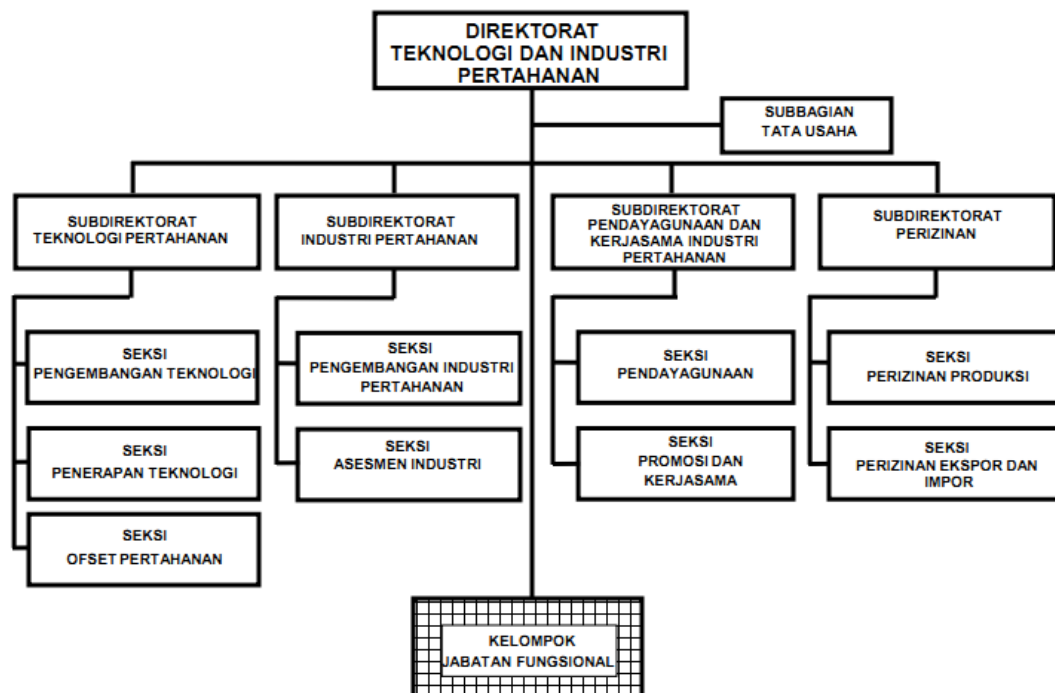 DIREKTORAT
TEKNOLOGI DAN INDUSTRI
PERTAHANAN
SUBBAGIAN
TATA USAHA
SUBDIREKTORAT
TEKNOLOGI PERTAHANAN
SUBDIREKTORAT
INDUSTRI PERTAHANAN
SUBDIREKTORAT
PENDAYAGUNAAN DAN
KERJASAMA INDUSTRI
PERTAHANAN
SUBDIREKTORAT
PERIZINAN
SEKSI
PENGEMBANGAN TEKNOLOGI
SEKSI
PENGEMBANGAN INDUSTRI
PERTAHANAN
SEKSI
PENDAYAGUNAAN
SEKSI
PERIZINAN PRODUKSI
SEKSI
PENERAPAN TEKNOLOGI
SEKSI
ASESMEN INDUSTRI
SEKSI
PROMOSI DAN
KERJASAMA
SEKSI
PERIZINAN EKSPOR DAN
IMPOR
SEKSI
OFSET PERTAHANAN
KELOMPOK
JABATAN FUNGSIONAL